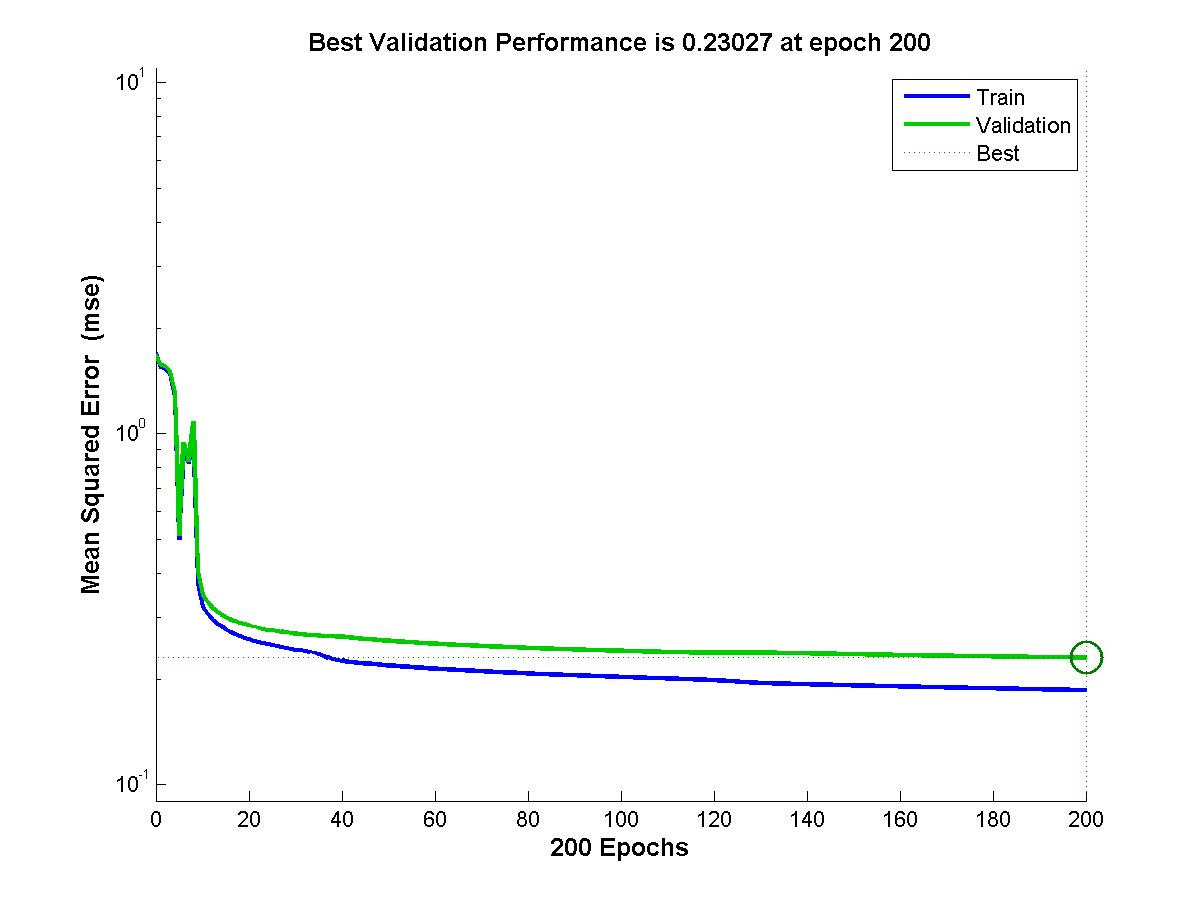 Best Validation Performance is 0.23027 at epoch 200
10^1
Train
Validation
Best
Mean Squared Error (mse)
10^0
10^-1
0 20 40 60 80 100 120 140 160 180 200
200 Epochs